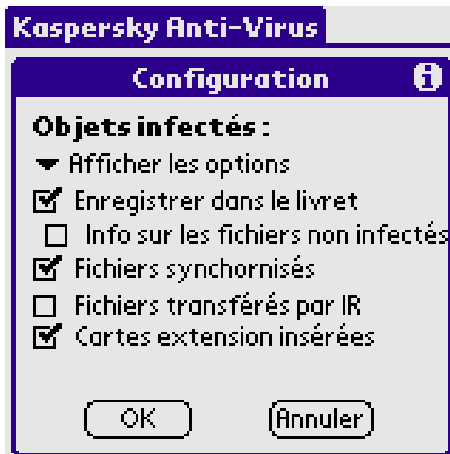 Kaspersky Anti-Virus
Configuration
Objets infectés :
Afficher les options
Enregistrer dans le livret
Info sur les fichiers non infectés
Fichiers synchornisés
Fichiers transférés par IR
Cartes extension insérées
OK Annuler